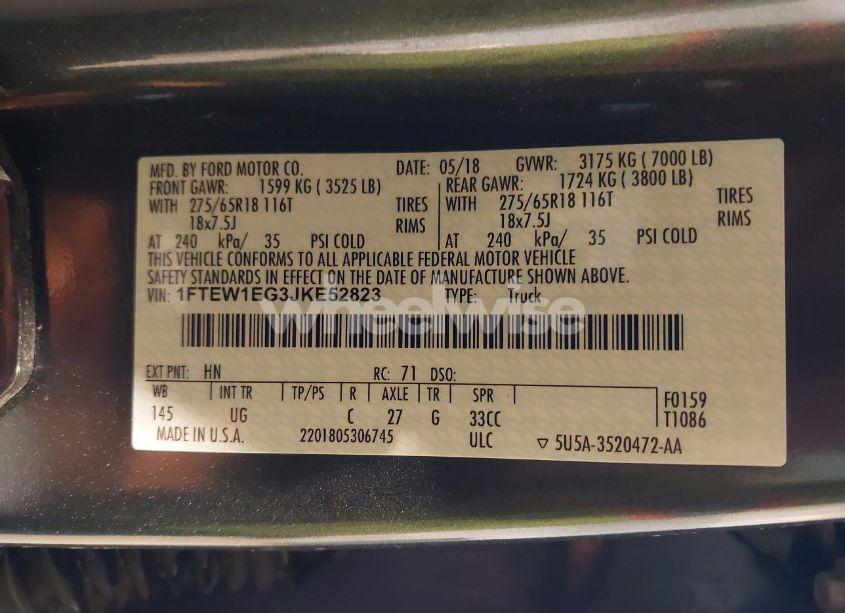 MFD. BY FORD MOTOR CO. DATE: 05/18 GVWR: 3175 KG ( 7000 LB)
FRONT GAWR: 1599 KG ( 3525 LB) REAR GAWR: 1724 KG ( 3800 LB)
WITH 275/65R18 116T TIRES WITH 275/65R18 116T TIRES
18x7.5J RIMS 18x7.5J RIMS
AT 240 kPa/ 35 PSI COLD AT 240 kPa/ 35 PSI COLD
THIS VEHICLE CONFORMS TO ALL APPLICABLE FEDERAL MOTOR VEHICLE
SAFETY STANDARDS IN EFFECT ON THE DATE OF MANUFACTURE SHOWN ABOVE.
VIN: 1FTEW1EG3JKE52823 TYPE: Truck
wheelwise
EXT PNT: HN RC: 71 DSO:
WB INT TR TP/PS R AXLE TR SPR F0159
145 UG C 27 G 33CC T1086
MADE IN U.S.A. 2201805306745 ULC ▽ 5U5A-3520472-AA